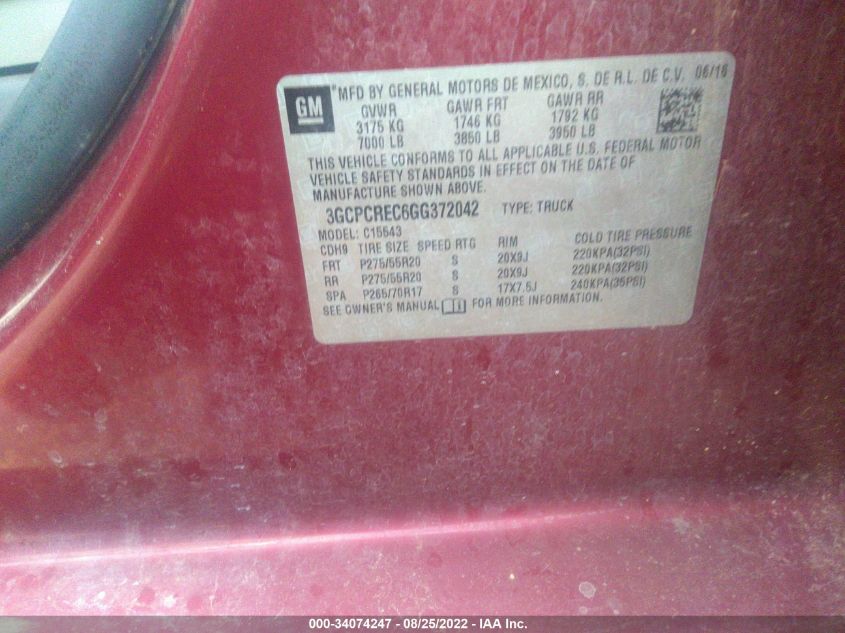 GM
*MFD BY GENERAL MOTORS DE MEXICO, S. DE R.L. DE C.V. 06/16
GVWR GAWR FRT GAWR RR
3175 KG 1746 KG 1792 KG
7000 LB 3850 LB 3950 LB
THIS VEHICLE CONFORMS TO ALL APPLICABLE U.S. FEDERAL MOTOR
VEHICLE SAFETY STANDARDS IN EFFECT ON THE DATE OF
MANUFACTURE SHOWN ABOVE.
3GCPCREC6GG372042 TYPE: TRUCK
MODEL: C15543
CDH9 TIRE SIZE SPEED RTG RIM COLD TIRE PRESSURE
FRT P275/55R20 S 20X9J 220KPA(32PSI)
RR P275/55R20 S 20X9J 220KPA(32PSI)
SPA P265/70R17 S 17X7.5J 240KPA(35PSI)
SEE OWNER'S MANUAL FOR MORE INFORMATION.
000-34074247 - 08/25/2022 - IAA Inc.